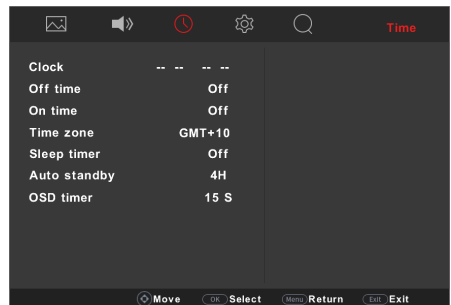 Time
Clock -- -- -- --
Off time Off
On time Off
Time zone GMT+10
Sleep timer Off
Auto standby 4H
OSD timer 15 S
Move OK Select Menu Return Exit Exit